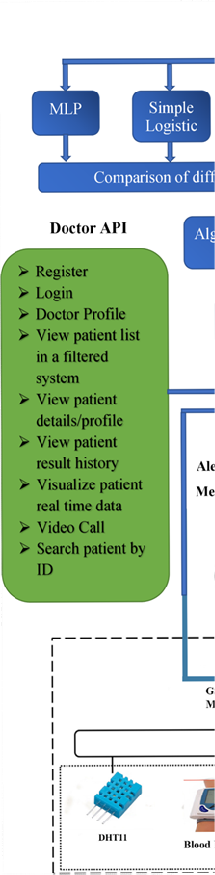 MLP
Simple
Logistic
Comparison of diff
Doctor API
Alg
➢ Register
➢ Login
➢ Doctor Profile
➢ View patient list
in a filtered
system
➢ View patient
details/profile
➢ View patient
result history
➢ Visualize patient
real time data
➢ Video Call
➢ Search patient by
ID
Ale
Me
G
M
DHT11
Blood